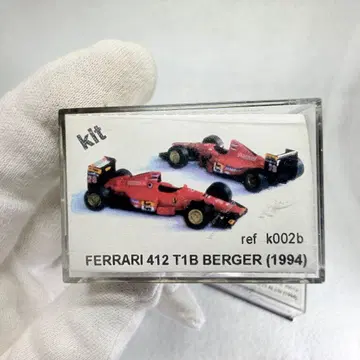 kit
ref k002b
FERRARI 412 T1B BERGER (1994)